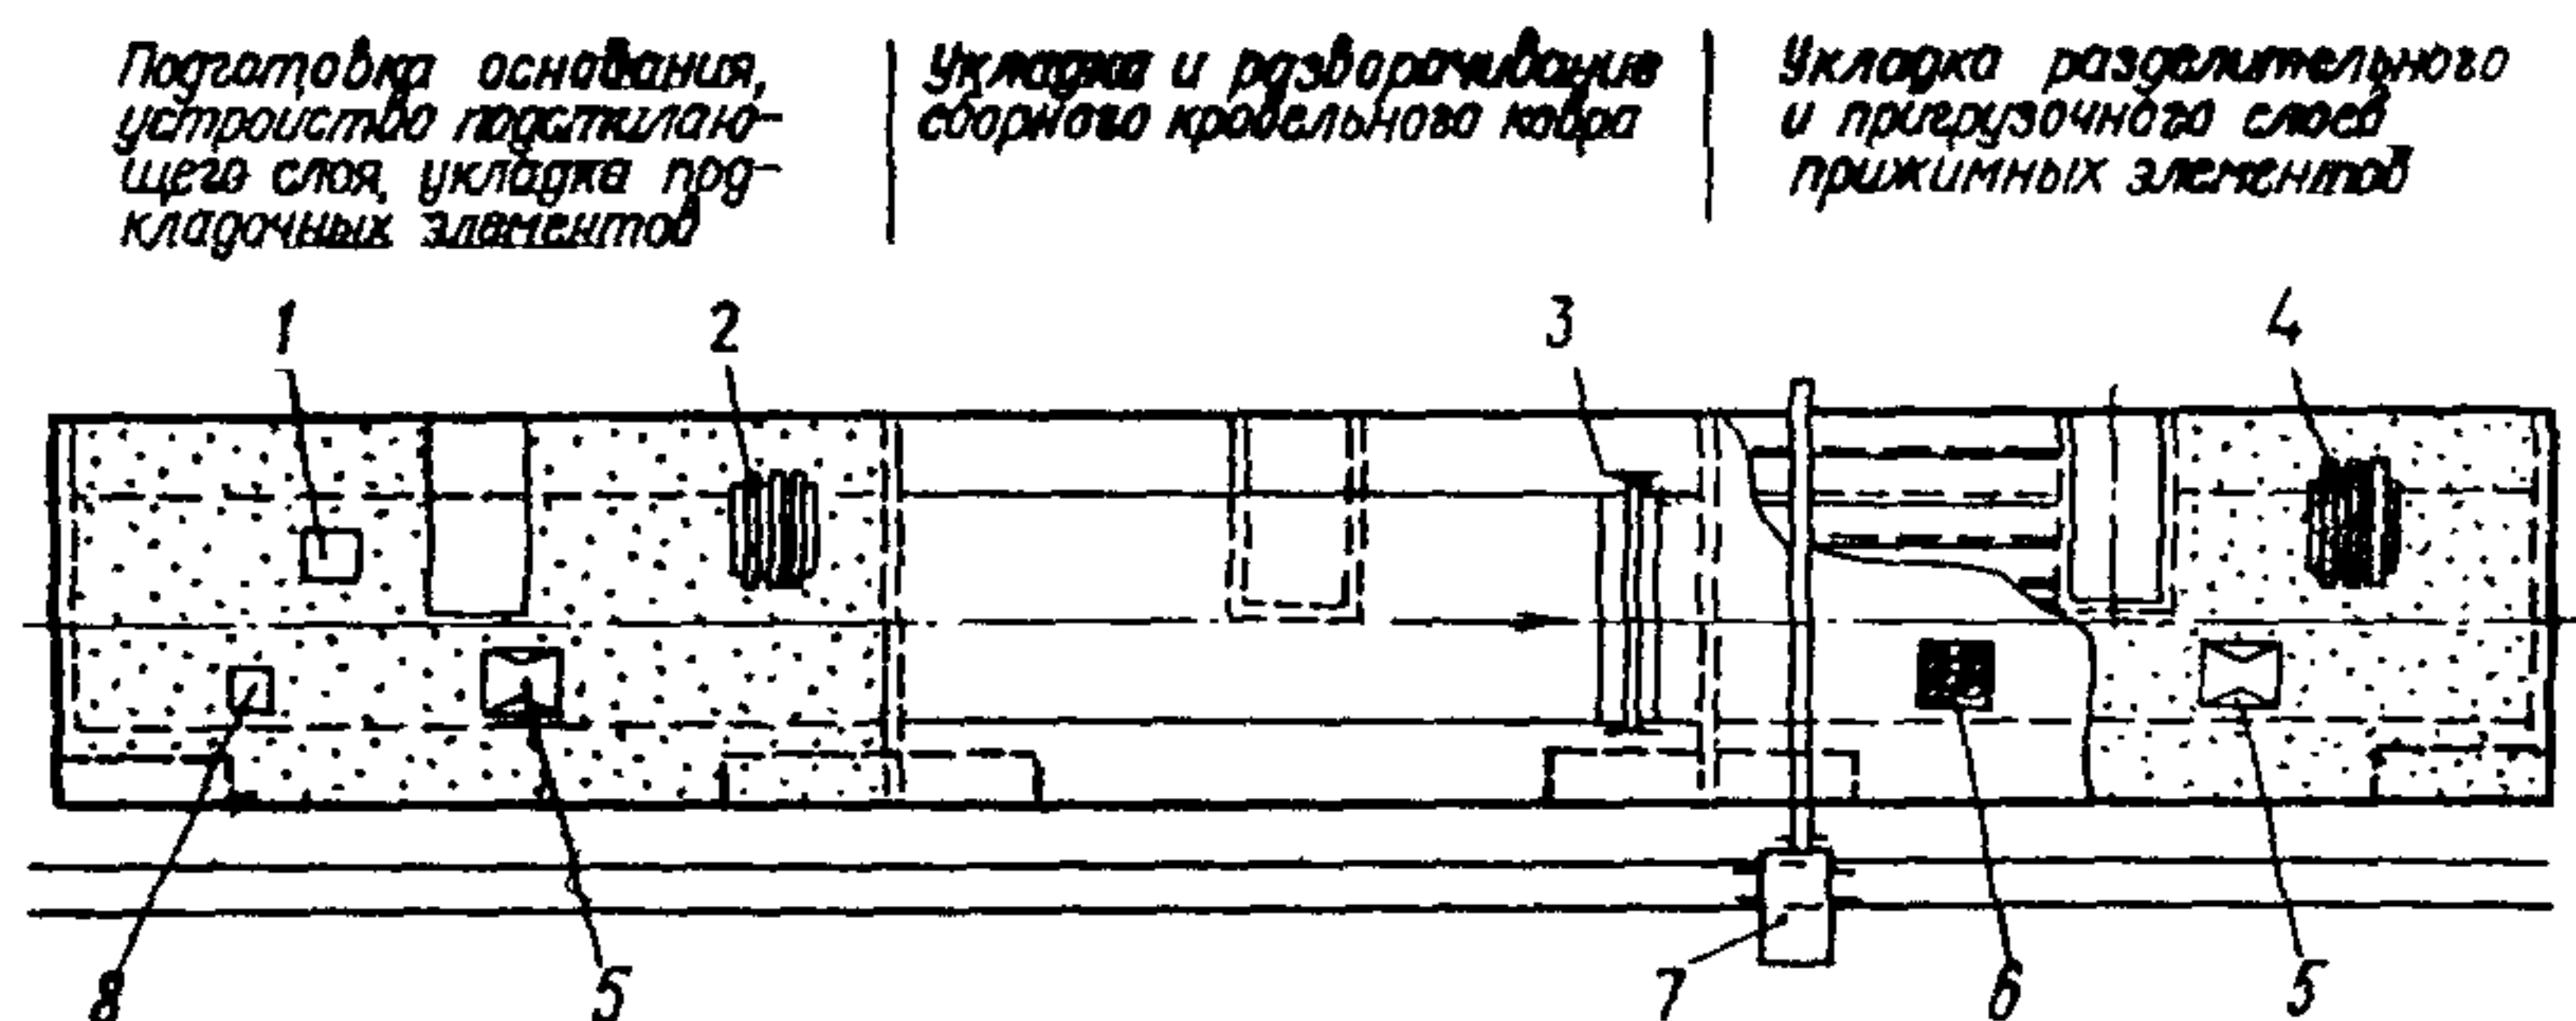 Подготовка основания,
устройство подстилаю-
щего слоя, укладка под-
кладочных элементов
Укладка и разворачивание
сборного кровельного ковра
Укладка разделительного
и пригрузочного слоев
прижимных элементов
1 2 3 4
8 5 7 6 5